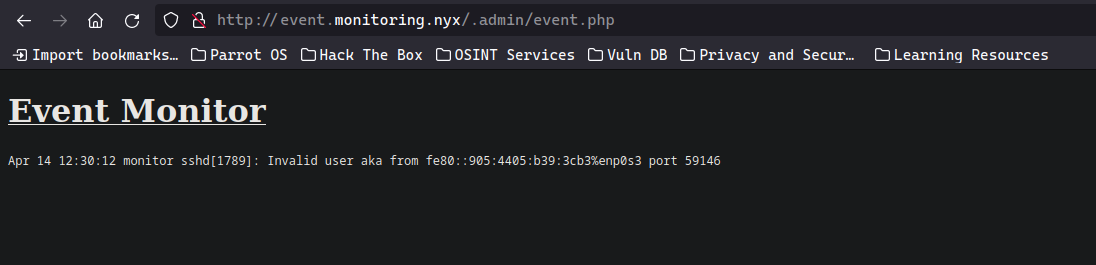 http://event.monitoring.nyx/.admin/event.php
Import bookmarks… Parrot OS Hack The Box OSINT Services Vuln DB Privacy and Secur… Learning Resources
Event Monitor
Apr 14 12:30:12 monitor sshd[1789]: Invalid user aka from fe80::905:4405:b39:3cb3%enp0s3 port 59146